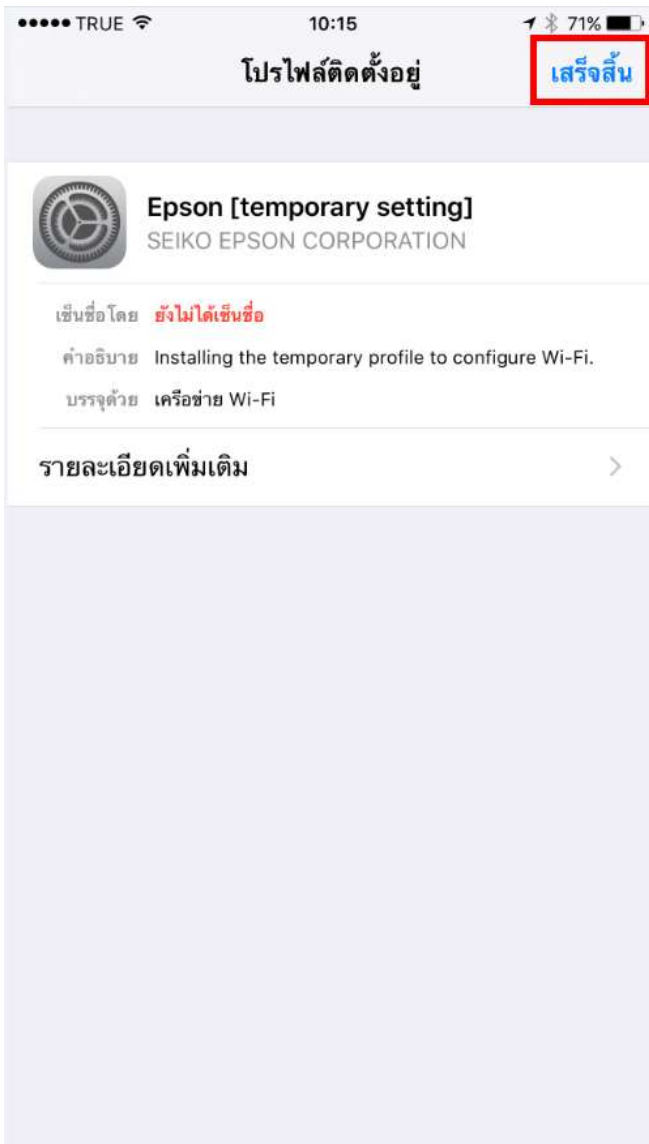 TRUE 10:15 71%
โปรไฟล์ติดตั้งอยู่ เสร็จสิ้น
Epson [temporary setting]
SEIKO EPSON CORPORATION
เซ็นชื่อโดย ยังไม่ได้เซ็นชื่อ
คำอธิบาย Installing the temporary profile to configure Wi-Fi.
บรรจุด้วย เครือข่าย Wi-Fi
รายละเอียดเพิ่มเติม